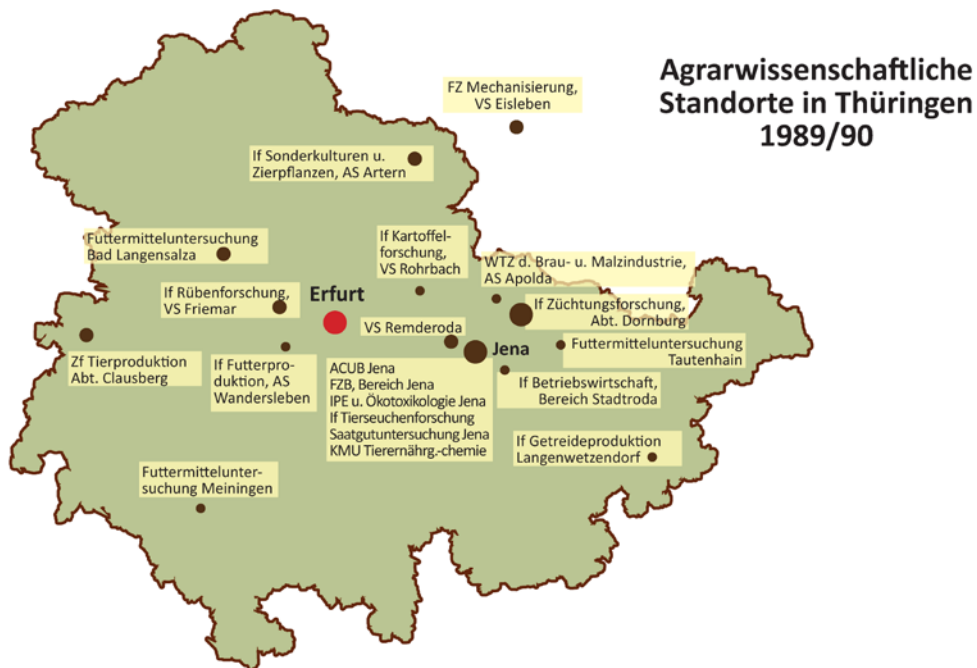 Agrarwissenschaftliche
Standorte in Thüringen
1989/90
FZ Mechanisierung,
VS Eisleben
If Sonderkulturen u.
Zierpflanzen, AS Artern
Futtermitteluntersuchung
Bad Langensalza
If Kartoffel-
forschung,
VS Rohrbach
WTZ d. Brau- u. Malzindustrie,
AS Apolda
If Rübenforschung,
VS Friemar
Erfurt
If Züchtungsforschung,
Abt. Dornburg
VS Remderoda
Jena
Futtermitteluntersuchung
Tautenhain
Zf Tierproduktion
Abt. Clausberg
If Futterpro-
duktion, AS
Wandersleben
ACUB Jena
FZB, Bereich Jena
IPE u. Ökotoxikologie Jena
If Tierseuchenforschung
Saatgutuntersuchung Jena
KMU Tierernährg.-chemie
If Betriebswirtschaft,
Bereich Stadtroda
If Getreideproduktion
Langenwetzendorf
Futtermittelunter-
suchung Meiningen